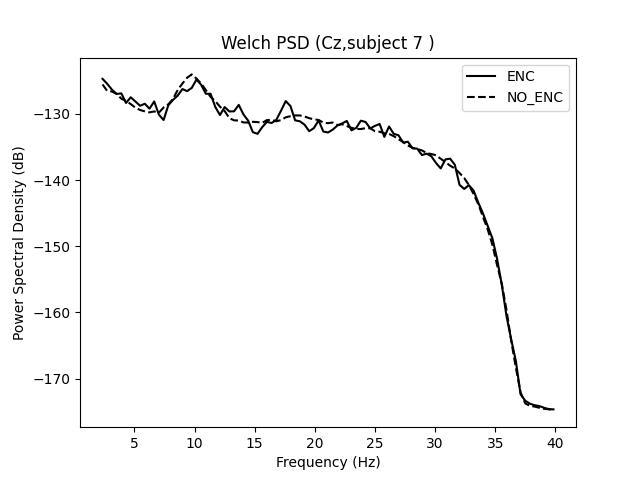 Welch PSD (Cz,subject 7 )
ENC
NO_ENC
Power Spectral Density (dB)
−130
−140
−150
−160
−170
5 10 15 20 25 30 35 40
Frequency (Hz)